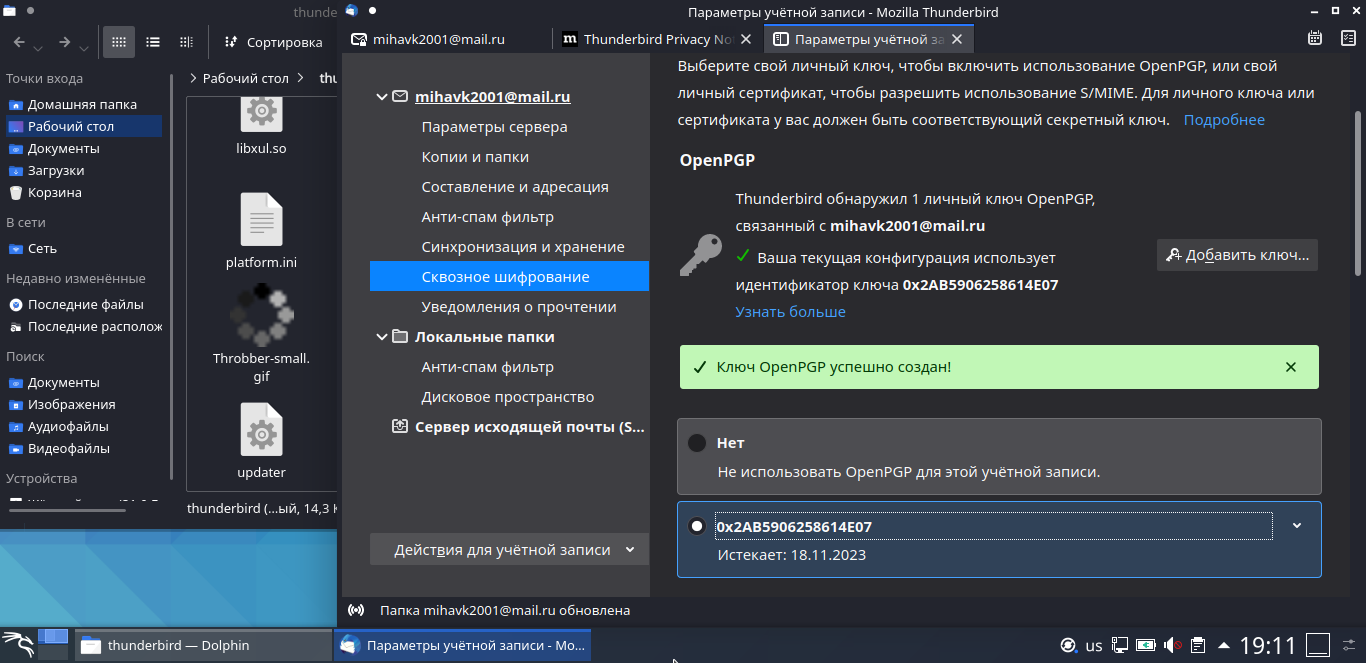 thunde
Сортировка
Точки входа
Домашняя папка
Рабочий стол
Документы
Загрузки
Корзина
В сети
Сеть
Недавно изменённые
Последние файлы
Последние располож
Поиск
Документы
Изображения
Аудиофайлы
Видеофайлы
Устройства
Рабочий стол
thu
libxul.so
platform.ini
Throbber-small.
gif
updater
thunderbird (...ый, 14,3 К
Параметры учётной записи - Mozilla Thunderbird
mihavk2001@mail.ru
m Thunderbird Privacy No
Параметры учётной за
mihavk2001@mail.ru
Параметры сервера
Копии и папки
Составление и адресация
Анти-спам фильтр
Синхронизация и хранение
Сквозное шифрование
Уведомления о прочтении
Локальные папки
Анти-спам фильтр
Дисковое пространство
Сервер исходящей почты (S...
Действия для учётной записи
Выберите свой личный ключ, чтобы включить использование OpenPGP, или свой
личный сертификат, чтобы разрешить использование S/MIME. Для личного ключа или
сертификата у вас должен быть соответствующий секретный ключ. Подробнее
OpenPGP
Thunderbird обнаружил 1 личный ключ OpenPGP,
связанный с mihavk2001@mail.ru
Ваша текущая конфигурация использует
идентификатор ключа 0x2AB5906258614E07
Узнать больше
Добавить ключ...
Ключ OpenPGP успешно создан!
Нет
Не использовать OpenPGP для этой учётной записи.
0x2AB5906258614E07
Истекает: 18.11.2023
Папка mihavk2001@mail.ru обновлена
thunderbird — Dolphin
Параметры учётной записи - Mo...
us
19:11